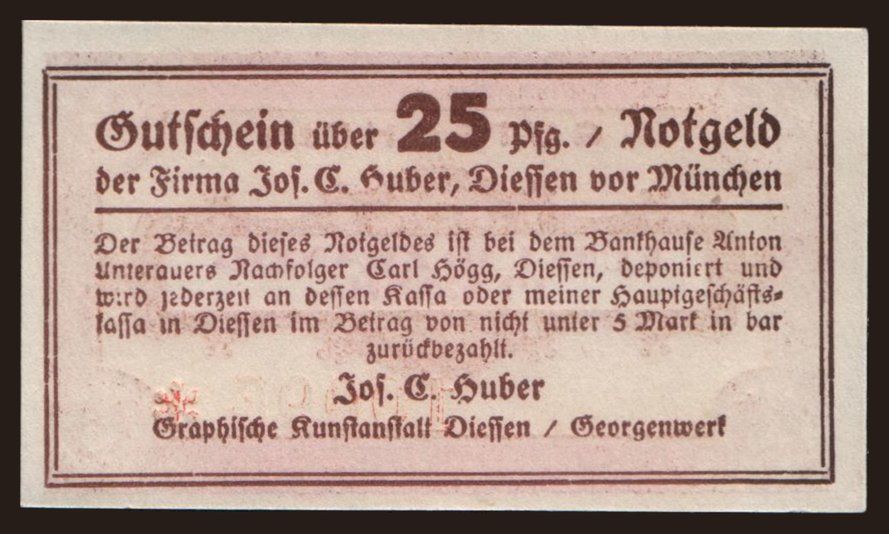 Gutschein über 25 Pfg. / Notgeld
der Firma Jos. C. Huber, Diessen vor München
Der Betrag dieses Notgeldes ist bei dem Bankhause Anton
Unterauers Nachfolger Carl Högg, Diessen, deponiert und
wird jederzeit an dessen Kassa oder meiner Hauptgeschäfts-
kassa in Diessen im Betrag von nicht unter 5 Mark in bar
zurückbezahlt.
Jos. C. Huber
Graphische Kunstanstalt Diessen / Georgenwerk